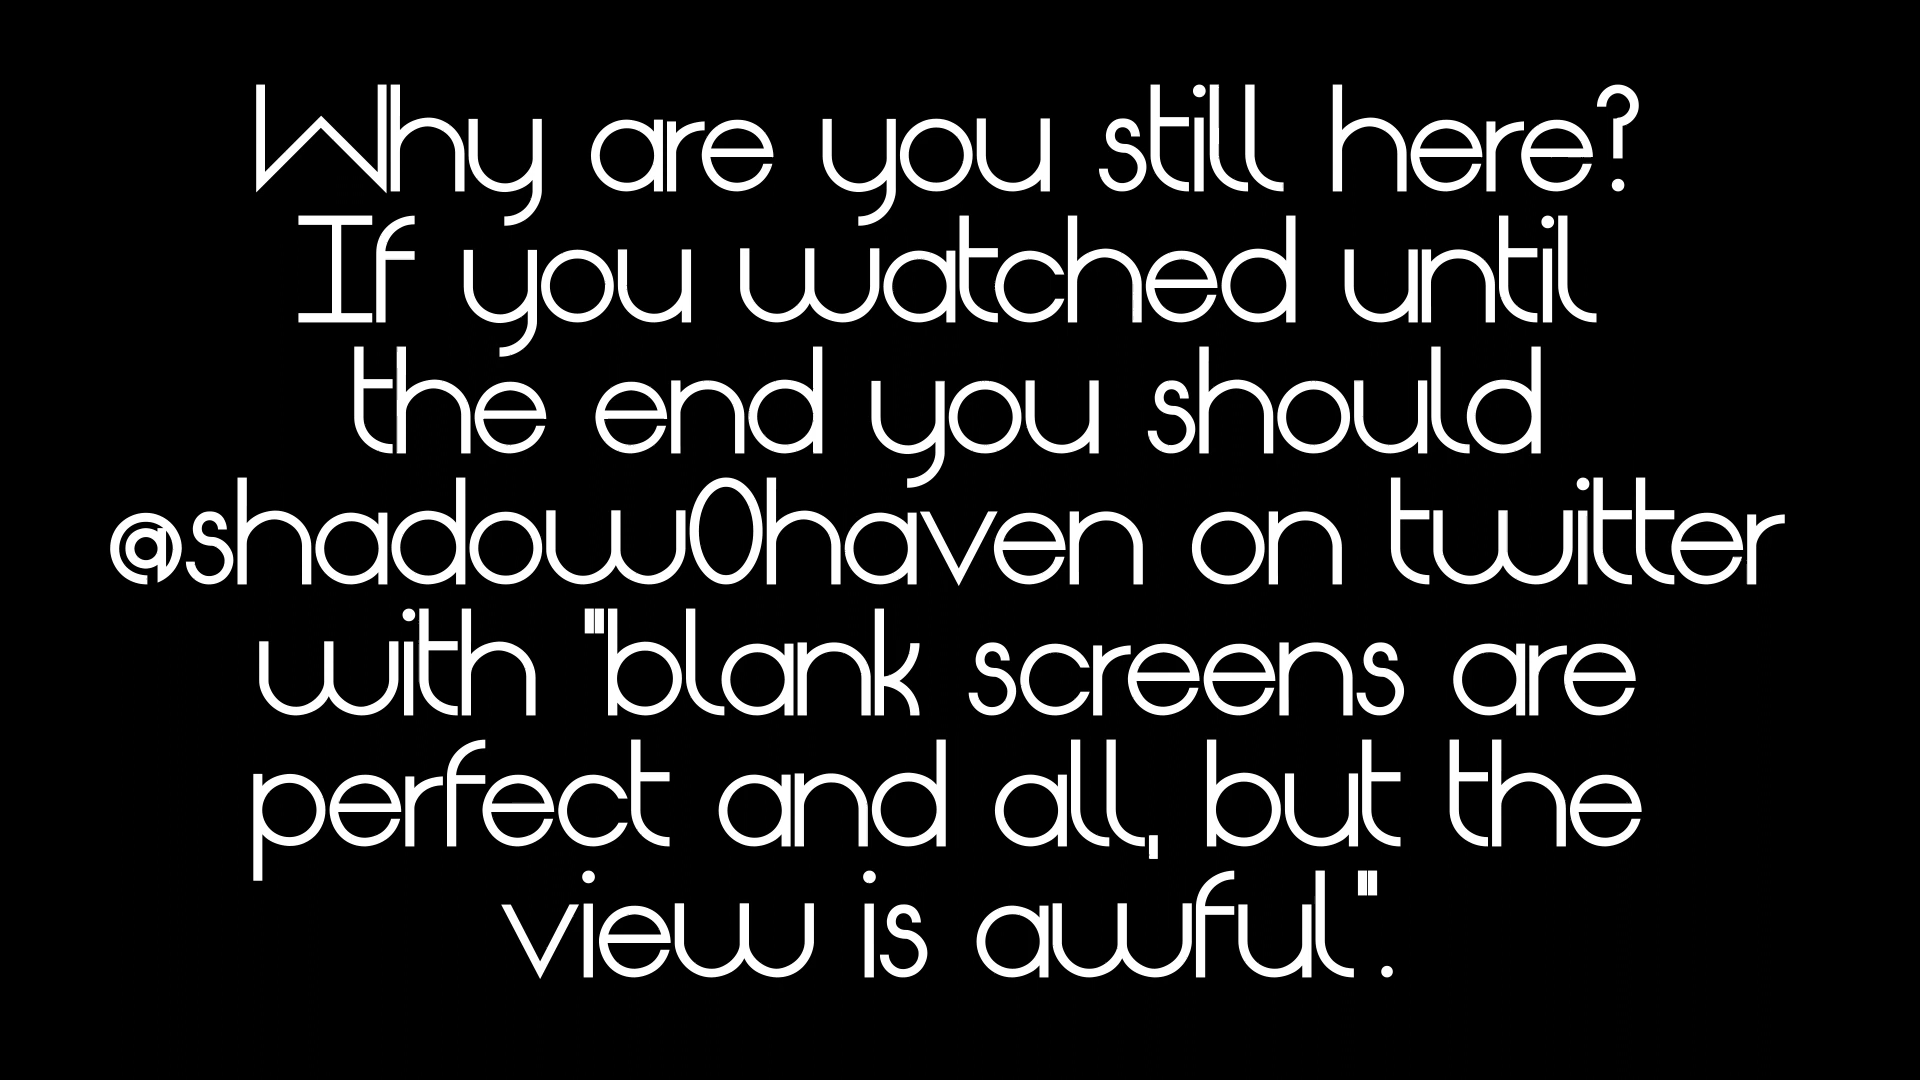 Why are you still here?
If you watched until
the end you should
@shadow0haven on twitter
with "blank screens are
perfect and all, but the
view is awful".